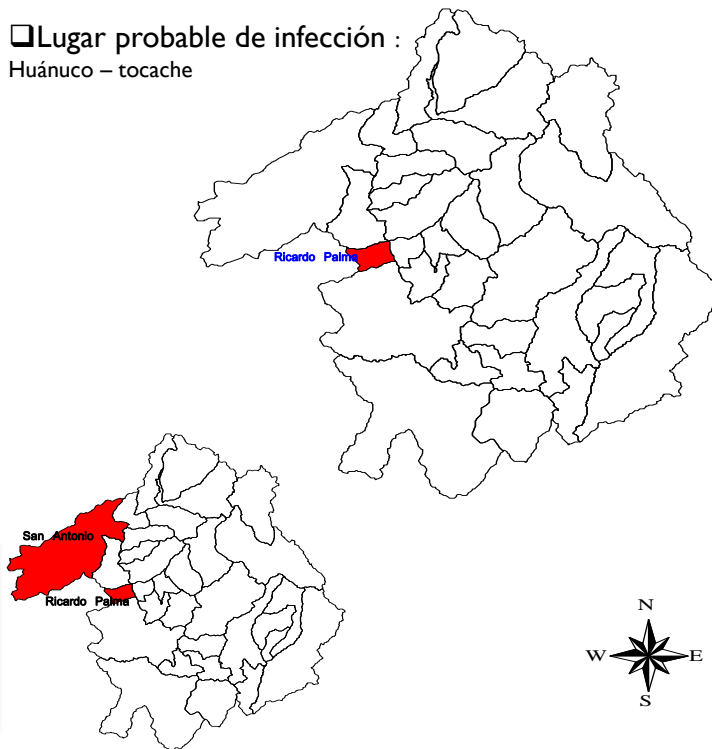 ❑Lugar probable de infección :
Huánuco – tocache
Ricardo Palma
San Antonio
Ricardo Palma
N
W E
S